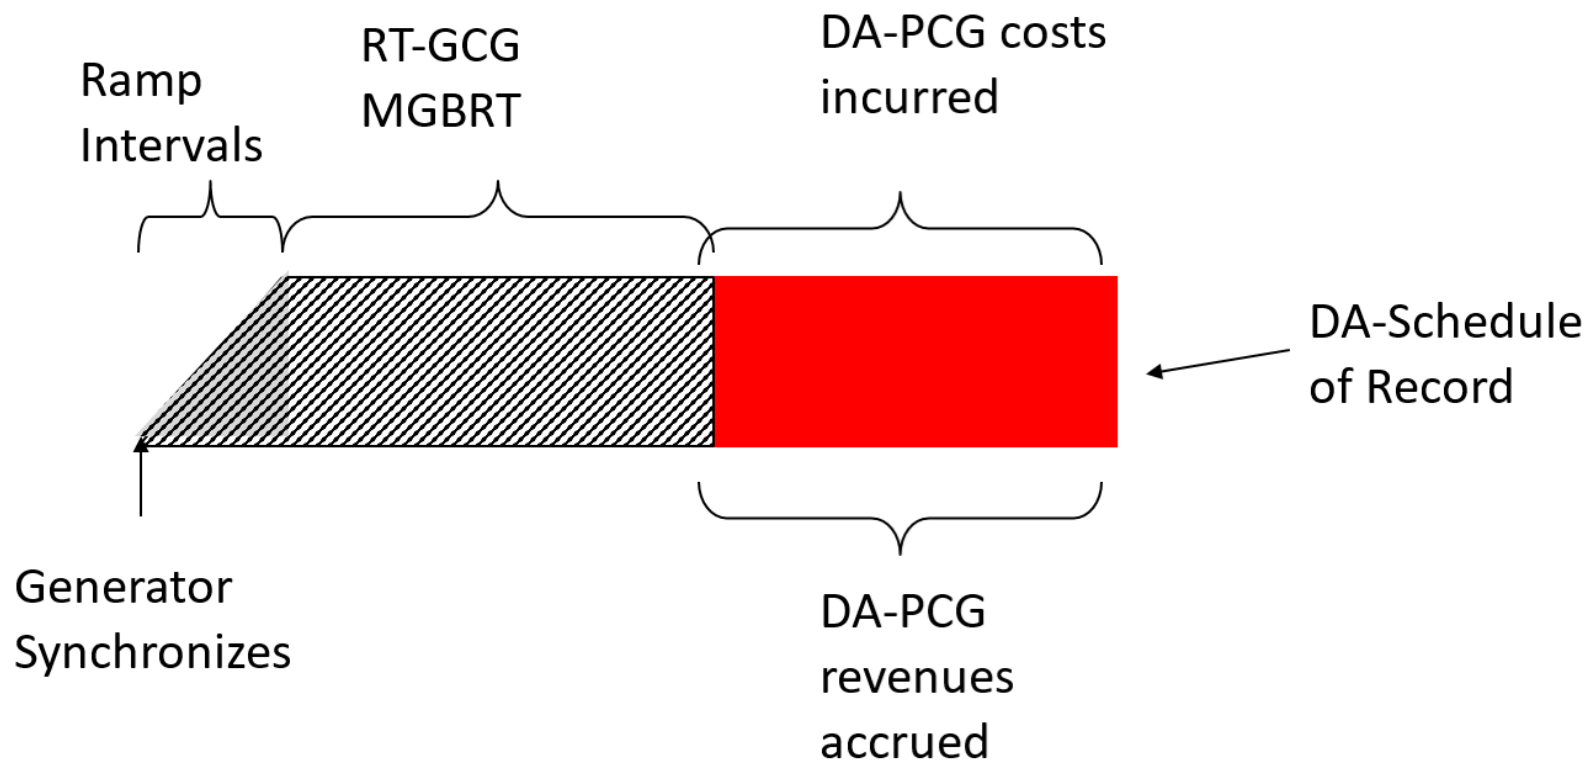 Ramp
Intervals
RT-GCG
MGBRT
DA-PCG costs
incurred
DA-Schedule
of Record
Generator
Synchronizes
DA-PCG
revenues
accrued